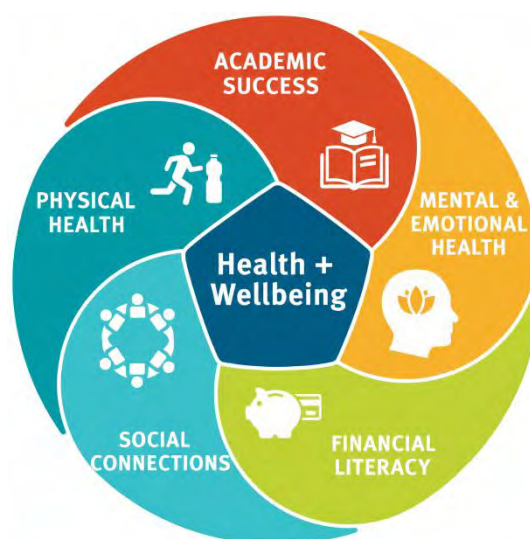 ACADEMIC
SUCCESS
PHYSICAL
HEALTH
MENTAL &
EMOTIONAL
HEALTH
Health +
Wellbeing
SOCIAL
CONNECTIONS
FINANCIAL
LITERACY